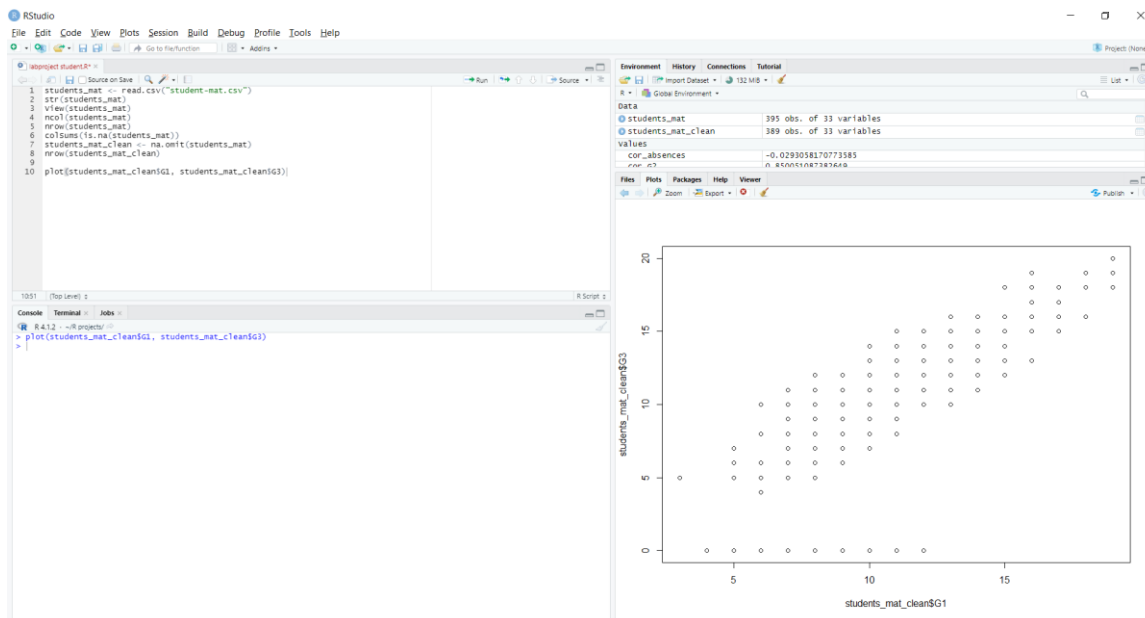 RStudio
File Edit Code View Plots Session Build Debug Profile Tools Help
Go to file/function Addins Project: (None
labproject student.R*
Source on Save Run Source
1 students_mat <- read.csv("student-mat.csv")
2 str(students_mat)
3 View(students_mat)
4 ncol(students_mat)
5 nrow(students_mat)
6 colSums(is.na(students_mat))
7 students_mat_clean <- na.omit(students_mat)
8 nrow(students_mat_clean)
9
10 plot(students_mat_clean$G1, students_mat_clean$G3)
10:51 (Top Level) R Script
Console Terminal Jobs
R 4.1.2 · ~/R projects/
> plot(students_mat_clean$G1, students_mat_clean$G3)
>
Environment History Connections Tutorial
Import Dataset 132 MiB List
R Global Environment
Data
students_mat 395 obs. of 33 variables
students_mat_clean 389 obs. of 33 variables
values
cor_absences -0.0293058170773585
cor_G2 0.850051087382649
Files Plots Packages Help Viewer
Zoom Export Publish
students_mat_clean$G3
20
15
10
5
0
5 10 15
students_mat_clean$G1